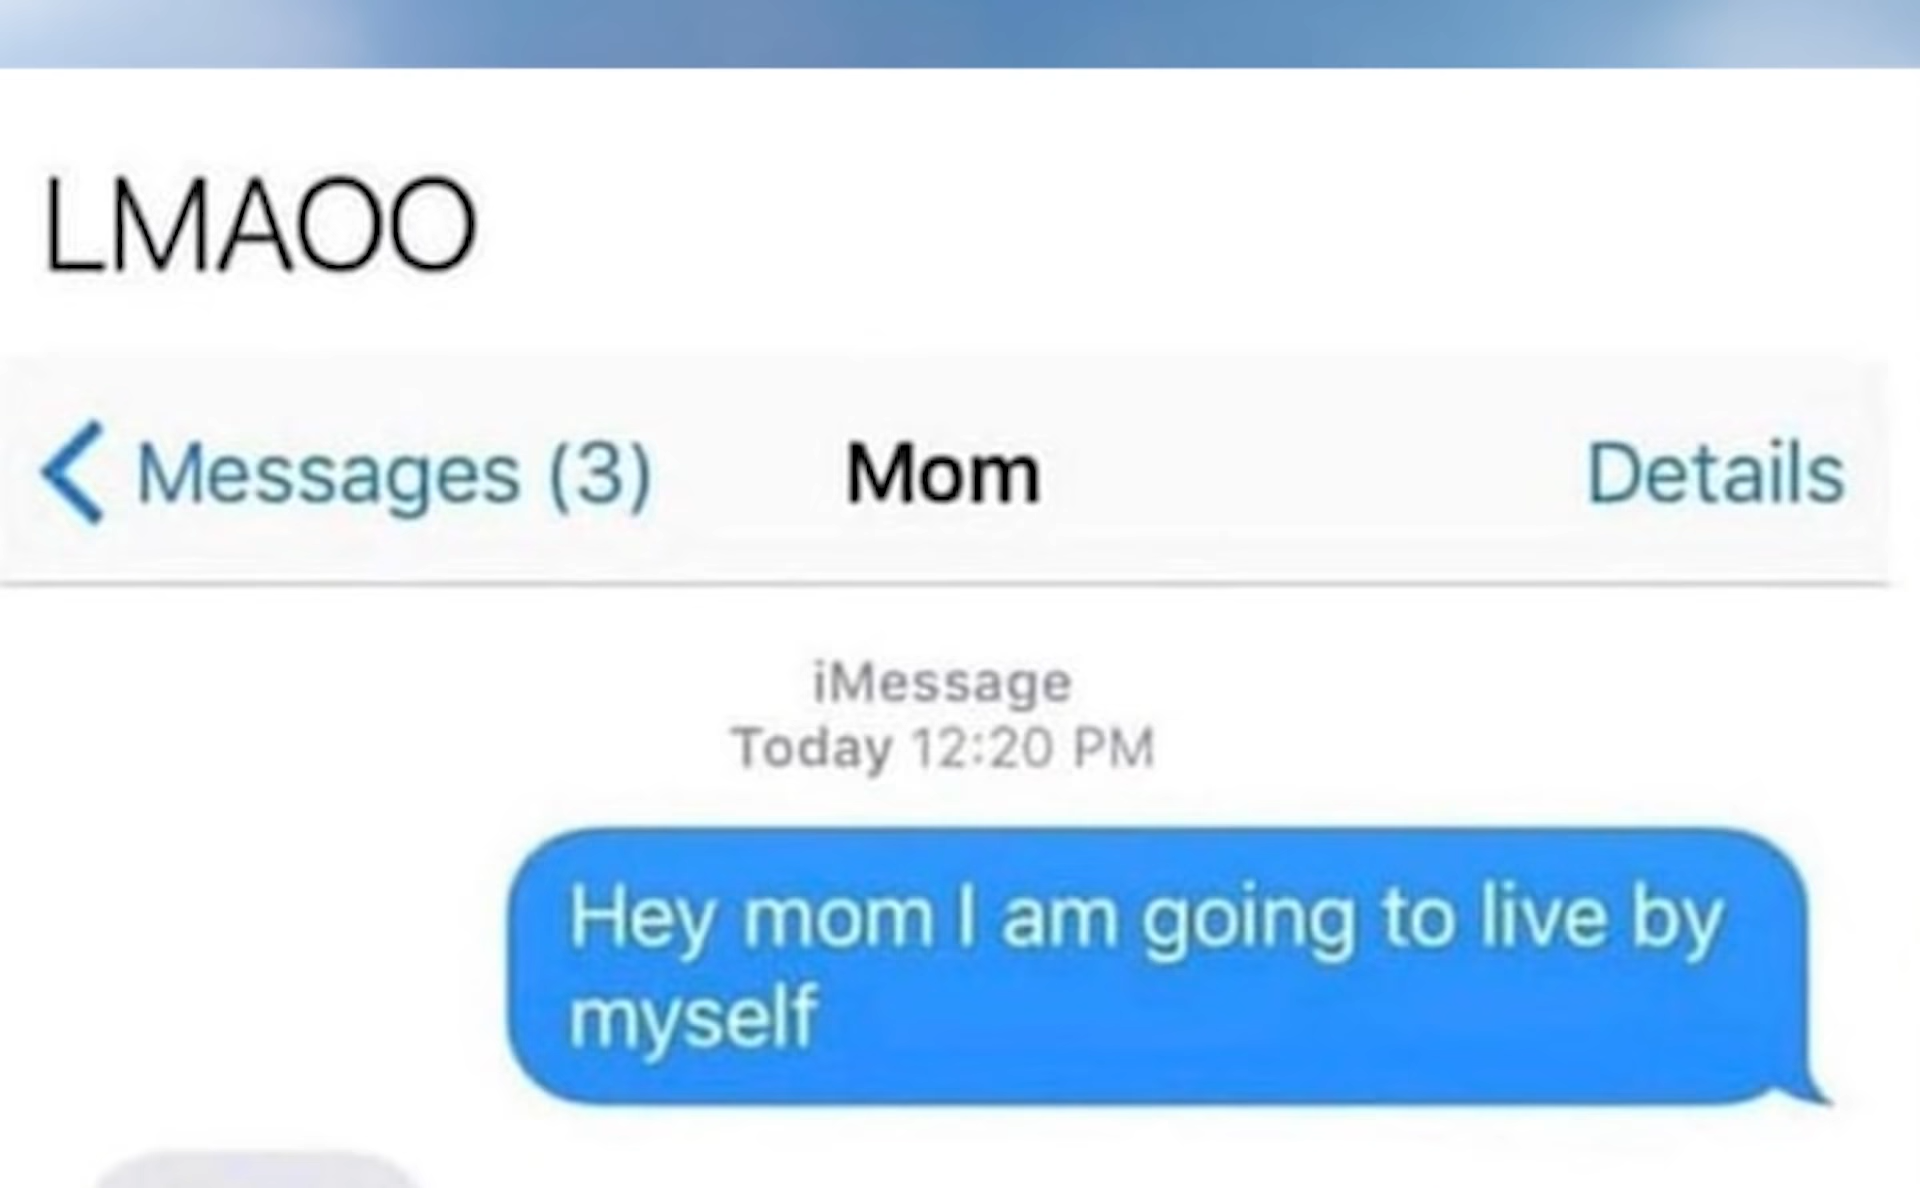 LMAOO
Messages (3) Mom Details
iMessage
Today 12:20 PM
Hey mom I am going to live by
myself